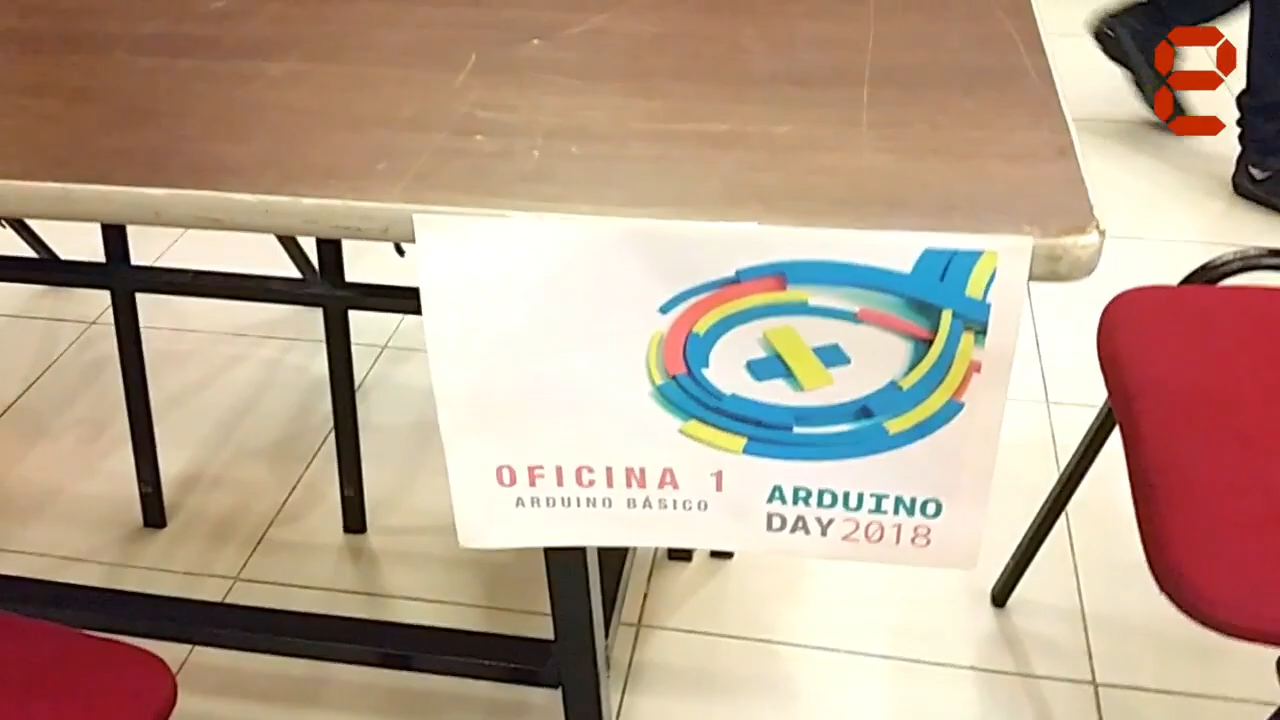 e
OFICINA 1
ARDUINO BÁSICO
ARDUINO
DAY 2018